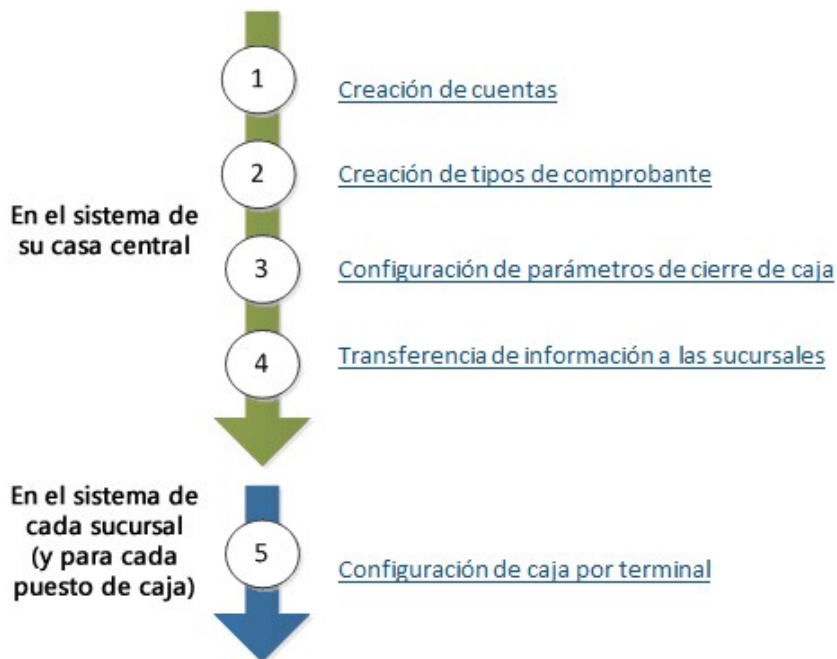 1
Creación de cuentas
2
Creación de tipos de comprobante
En el sistema de
su casa central
3
Configuración de parámetros de cierre de caja
4
Transferencia de información a las sucursales
En el sistema de
cada sucursal
(y para cada
puesto de caja)
5
Configuración de caja por terminal